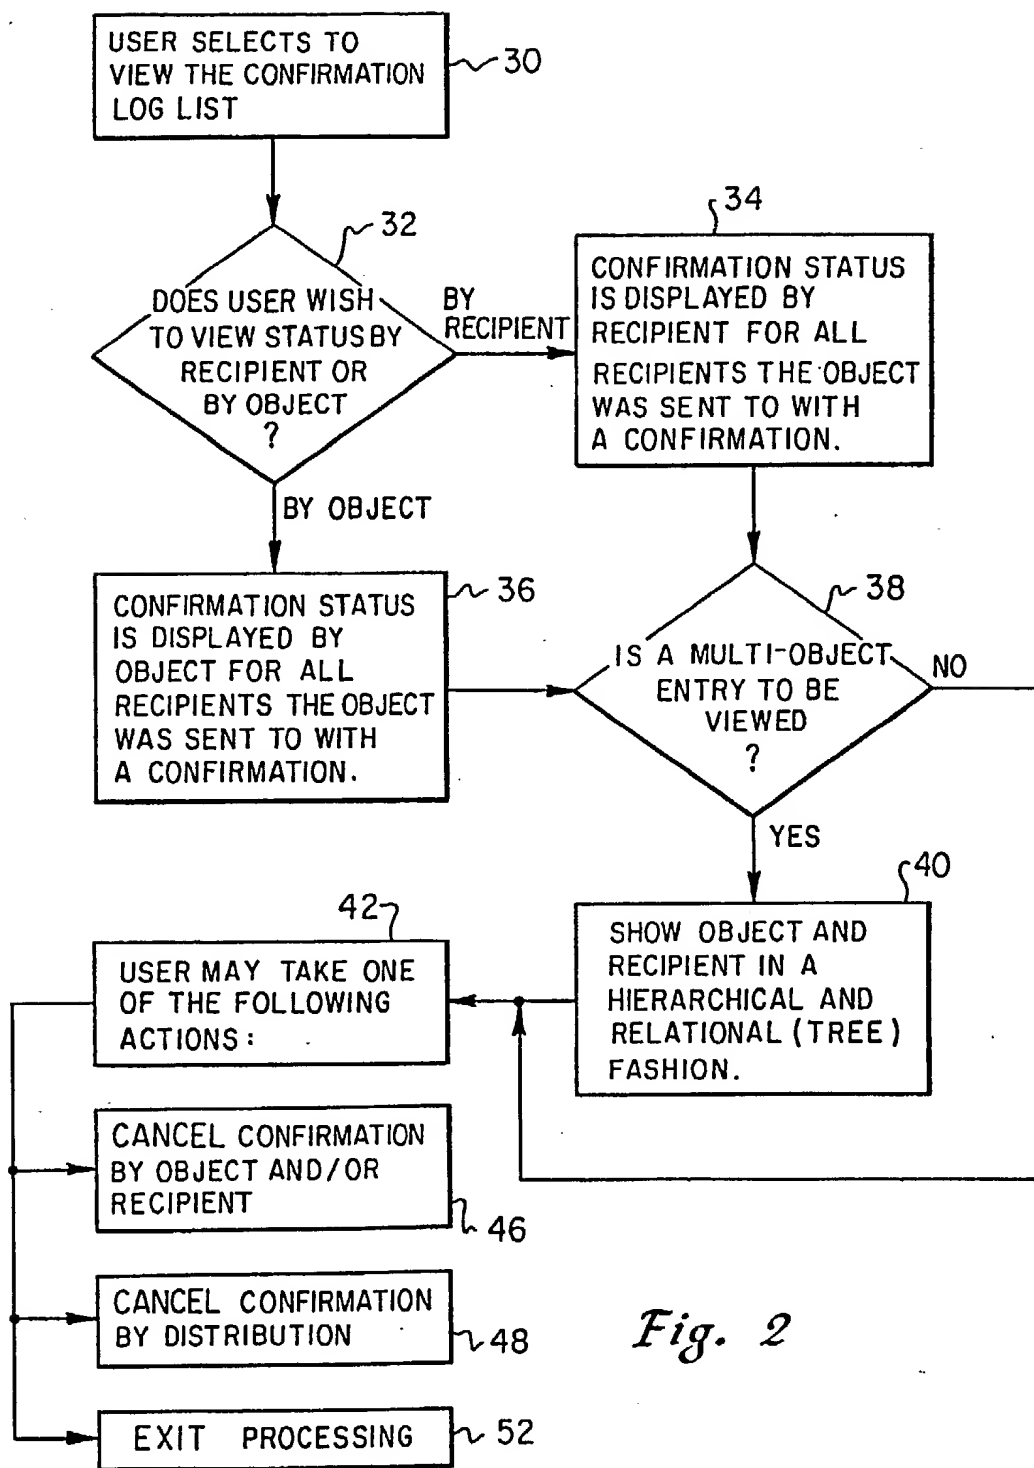 USER SELECTS TO
VIEW THE CONFIRMATION
LOG LIST
30
32
DOES USER WISH
TO VIEW STATUS BY
RECIPIENT OR
BY OBJECT
?
BY
RECIPIENT
34
CONFIRMATION STATUS
IS DISPLAYED BY
RECIPIENT FOR ALL
RECIPIENTS THE OBJECT
WAS SENT TO WITH
A CONFIRMATION.
BY OBJECT
36
CONFIRMATION STATUS
IS DISPLAYED BY
OBJECT FOR ALL
RECIPIENTS THE OBJECT
WAS SENT TO WITH
A CONFIRMATION.
38
IS A MULTI-OBJECT
ENTRY TO BE
VIEWED
?
NO
YES
40
SHOW OBJECT AND
RECIPIENT IN A
HIERARCHICAL AND
RELATIONAL (TREE)
FASHION.
42
USER MAY TAKE ONE
OF THE FOLLOWING
ACTIONS:
CANCEL CONFIRMATION
BY OBJECT AND/OR
RECIPIENT
46
CANCEL CONFIRMATION
BY DISTRIBUTION
48
EXIT PROCESSING
52
Fig. 2